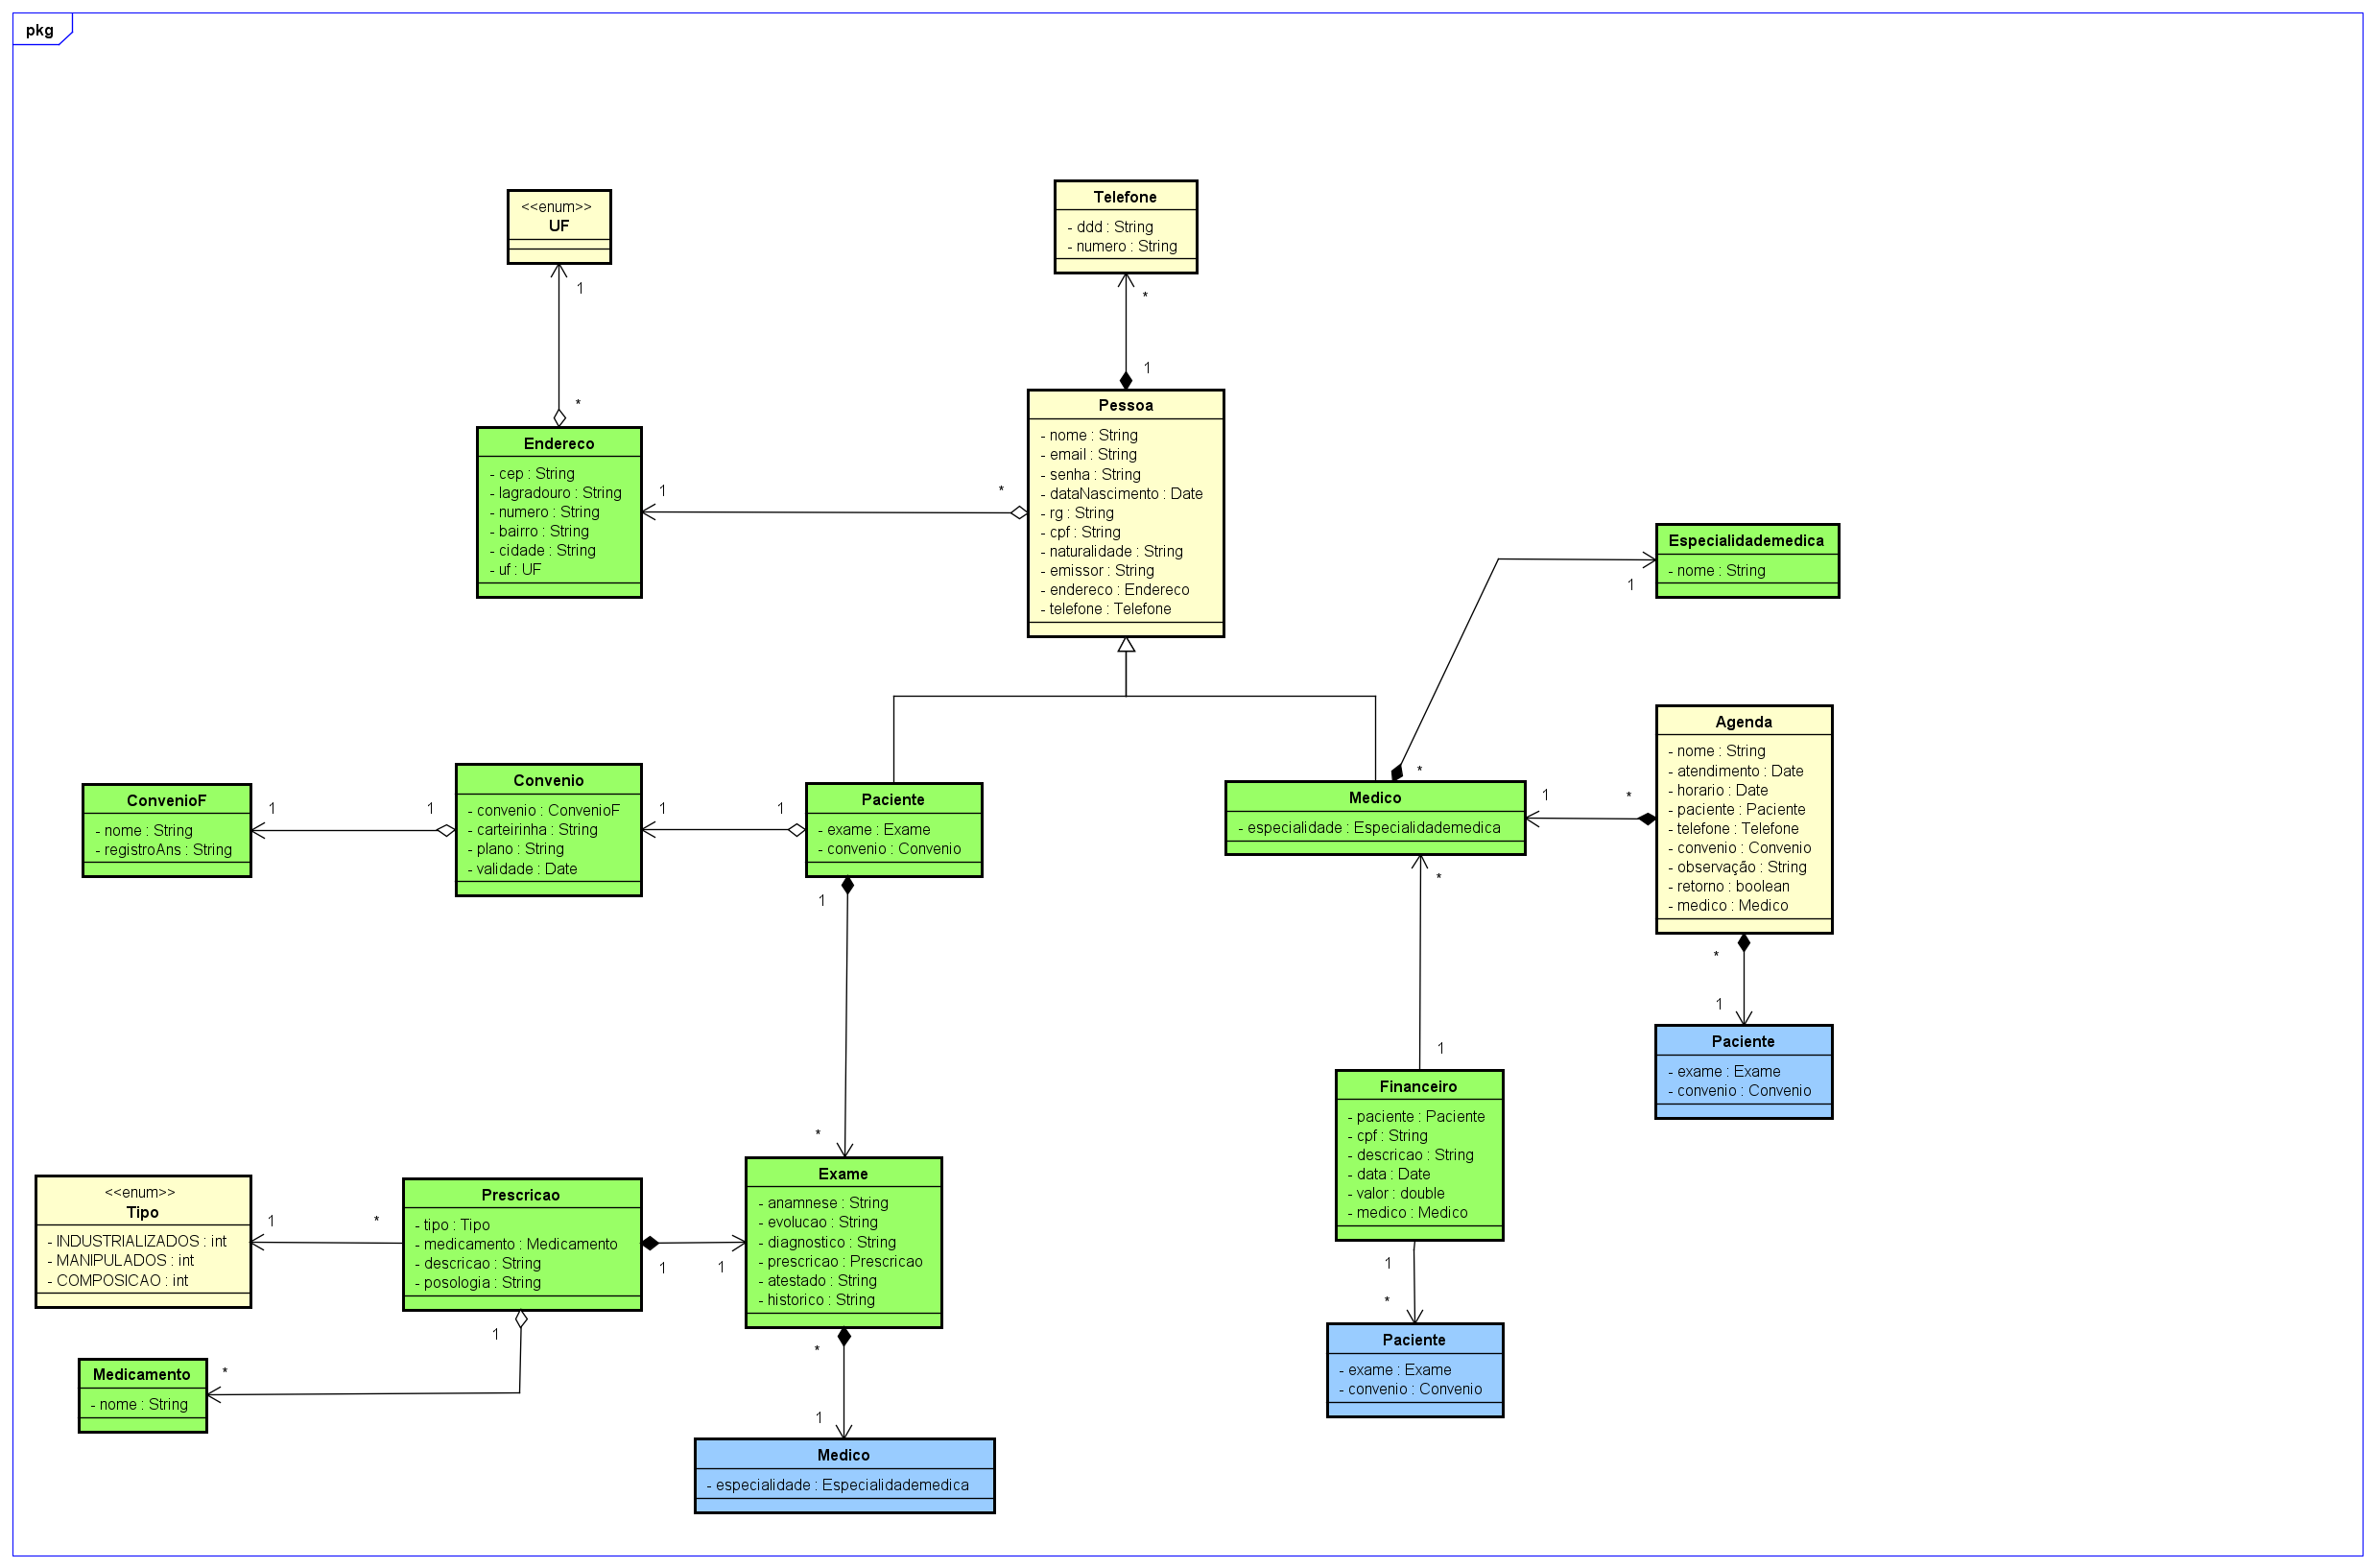 pkg
<<enum>>
UF
1
*
Telefone
- ddd : String
- numero : String
*
1
Endereco
- cep : String
- lagradouro : String
- numero : String
- bairro : String
- cidade : String
- uf : UF
1
*
Pessoa
- nome : String
- email : String
- senha : String
- dataNascimento : Date
- rg : String
- cpf : String
- naturalidade : String
- emissor : String
- endereco : Endereco
- telefone : Telefone
Especialidademedica
- nome : String
1
*
ConvenioF
- nome : String
- registroAns : String
1
1
Convenio
- convenio : ConvenioF
- carteirinha : String
- plano : String
- validade : Date
1
1
Paciente
- exame : Exame
- convenio : Convenio
1
*
Medico
- especialidade : Especialidademedica
1
*
*
1
Agenda
- nome : String
- atendimento : Date
- horario : Date
- paciente : Paciente
- telefone : Telefone
- convenio : Convenio
- observação : String
- retorno : boolean
- medico : Medico
*
1
Paciente
- exame : Exame
- convenio : Convenio
Financeiro
- paciente : Paciente
- cpf : String
- descricao : String
- data : Date
- valor : double
- medico : Medico
1
*
Paciente
- exame : Exame
- convenio : Convenio
<<enum>>
Tipo
- INDUSTRIALIZADOS : int
- MANIPULADOS : int
- COMPOSICAO : int
1
*
Prescricao
- tipo : Tipo
- medicamento : Medicamento
- descricao : String
- posologia : String
1
1
Exame
- anamnese : String
- evolucao : String
- diagnostico : String
- prescricao : Prescricao
- atestado : String
- historico : String
1
*
Medicamento
- nome : String
*
1
Medico
- especialidade : Especialidademedica